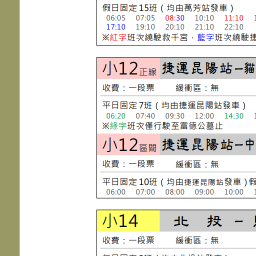 假日固定15班（均由萬芳站發車）
06:05 07:05 08:30 10:10 11:10
17:10 19:10 20:10 21:10 22:10
※紅字班次繞駛救千宮，藍字班次繞駛
小12正線 捷運昆陽站–貓
收費：一段票 緩衝區：無
平日固定7班（均由捷運昆陽站發車）
06:20 07:40 09:30 12:00 14:30
※綠字班次僅行駛至富德公墓止
小12區間 捷運昆陽站–中
收費：一段票 緩衝區：無
平日固定10班（均由捷運昆陽站發車）假
06:00 07:00 08:00 09:00 10:00
小14 北投–
收費：一段票 緩衝區：無